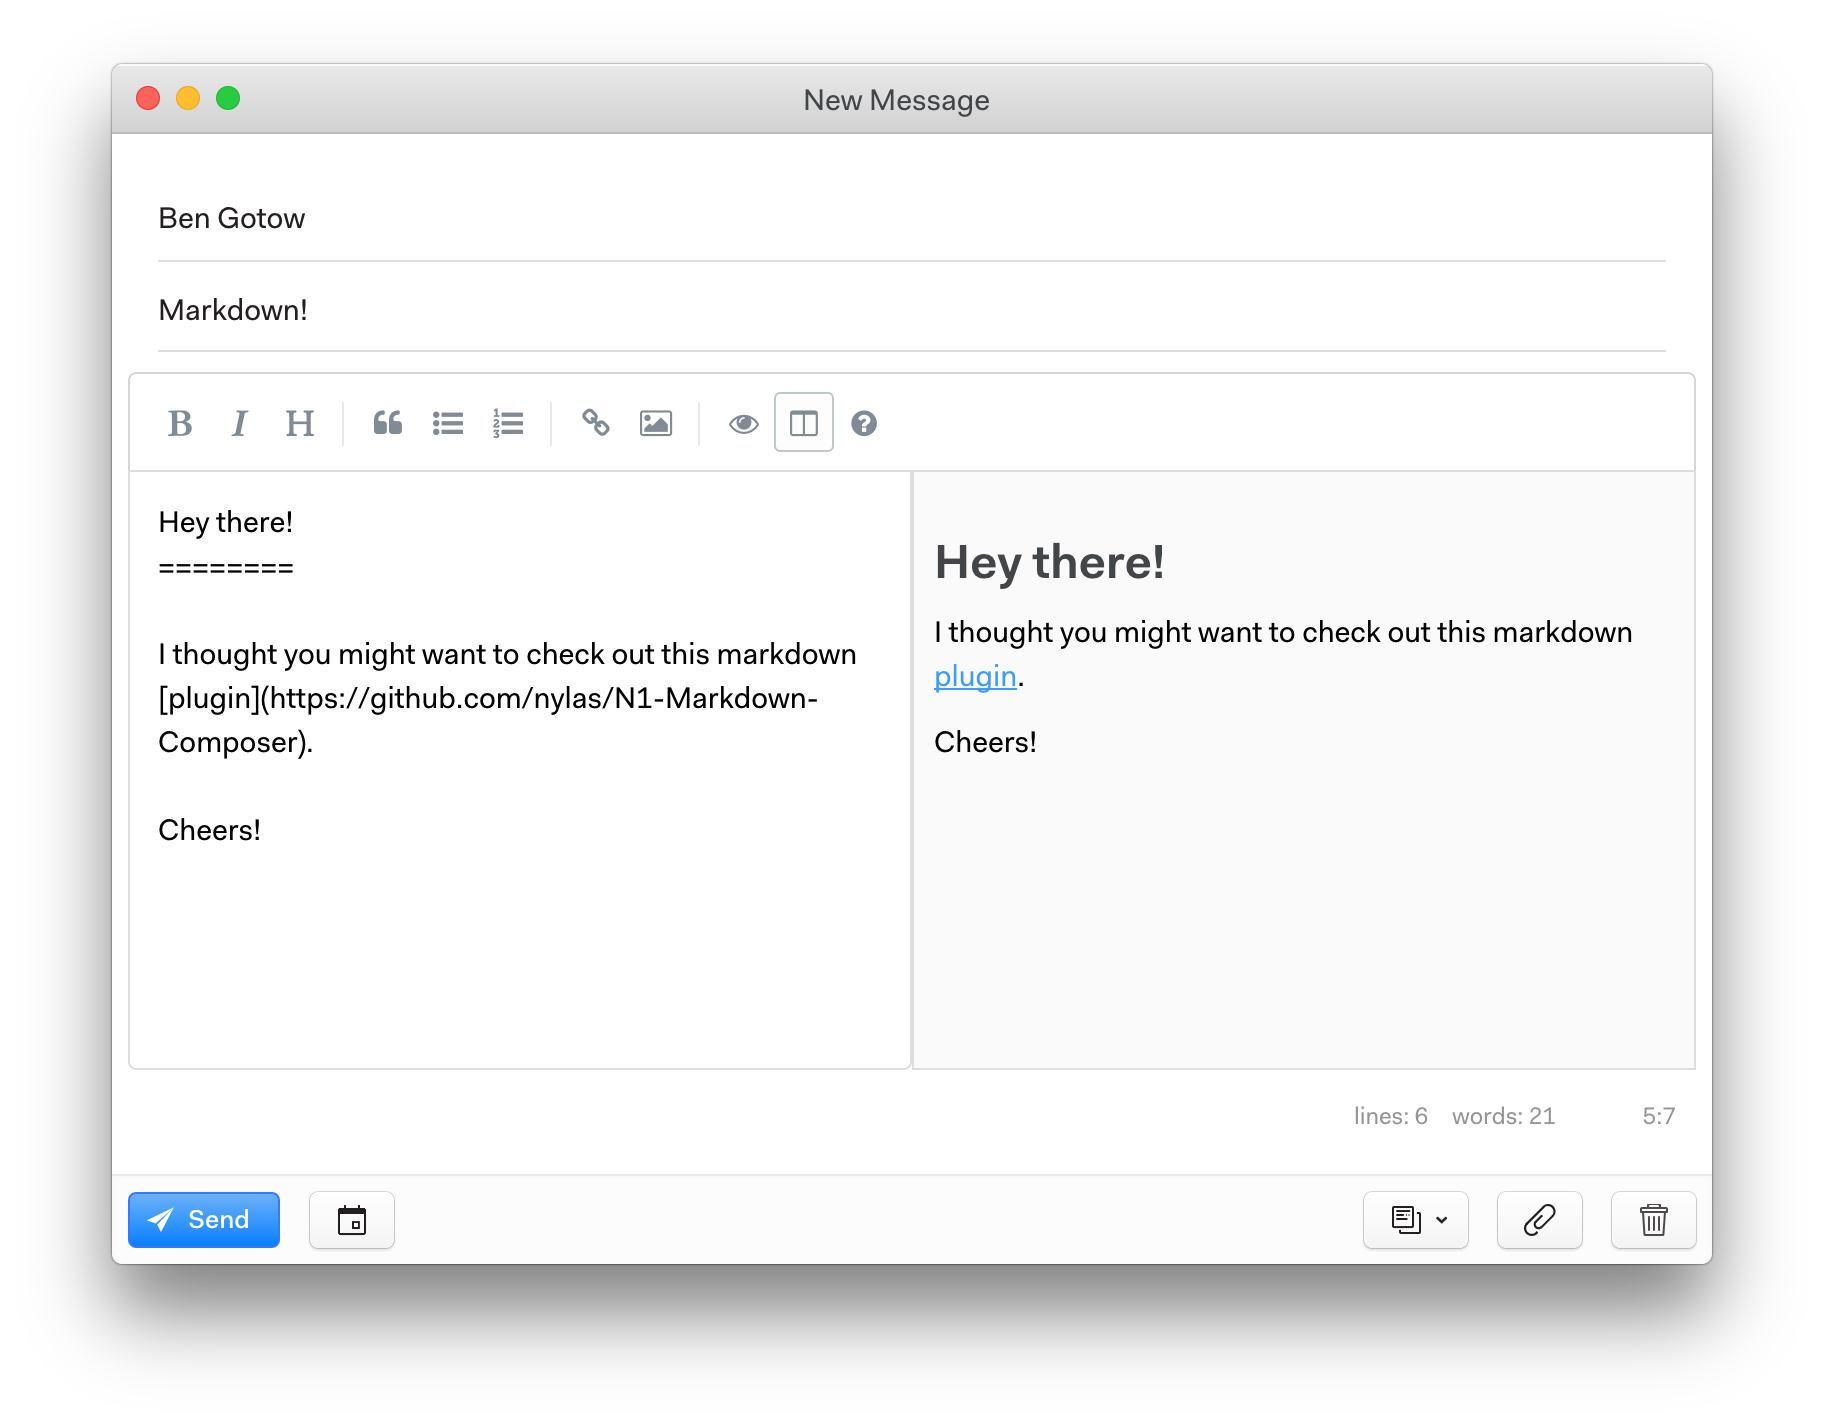 New Message
Ben Gotow
Markdown!
B I H
Hey there!
========
I thought you might want to check out this markdown
[plugin](https://github.com/nylas/N1-Markdown-
Composer).
Cheers!
Hey there!
I thought you might want to check out this markdown
plugin.
Cheers!
lines: 6 words: 21 5:7
Send